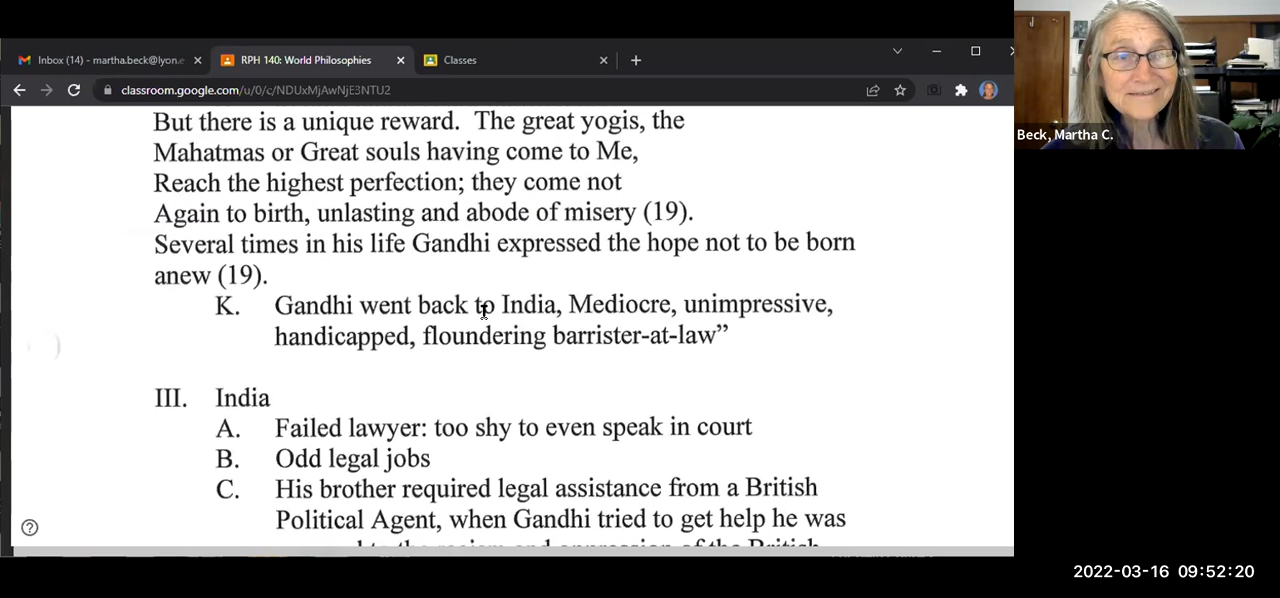 Inbox (14) - martha.beck@lyon.e
RPH 140: World Philosophies
Classes
classroom.google.com/u/0/c/NDUxMjAwNjE3NTU2
But there is a unique reward. The great yogis, the
Mahatmas or Great souls having come to Me,
Reach the highest perfection; they come not
Again to birth, unlasting and abode of misery (19).
Several times in his life Gandhi expressed the hope not to be born
anew (19).
K. Gandhi went back to India, Mediocre, unimpressive,
handicapped, floundering barrister-at-law”
III. India
A. Failed lawyer: too shy to even speak in court
B. Odd legal jobs
C. His brother required legal assistance from a British
Political Agent, when Gandhi tried to get help he was
Beck, Martha C.
2022-03-16 09:52:20